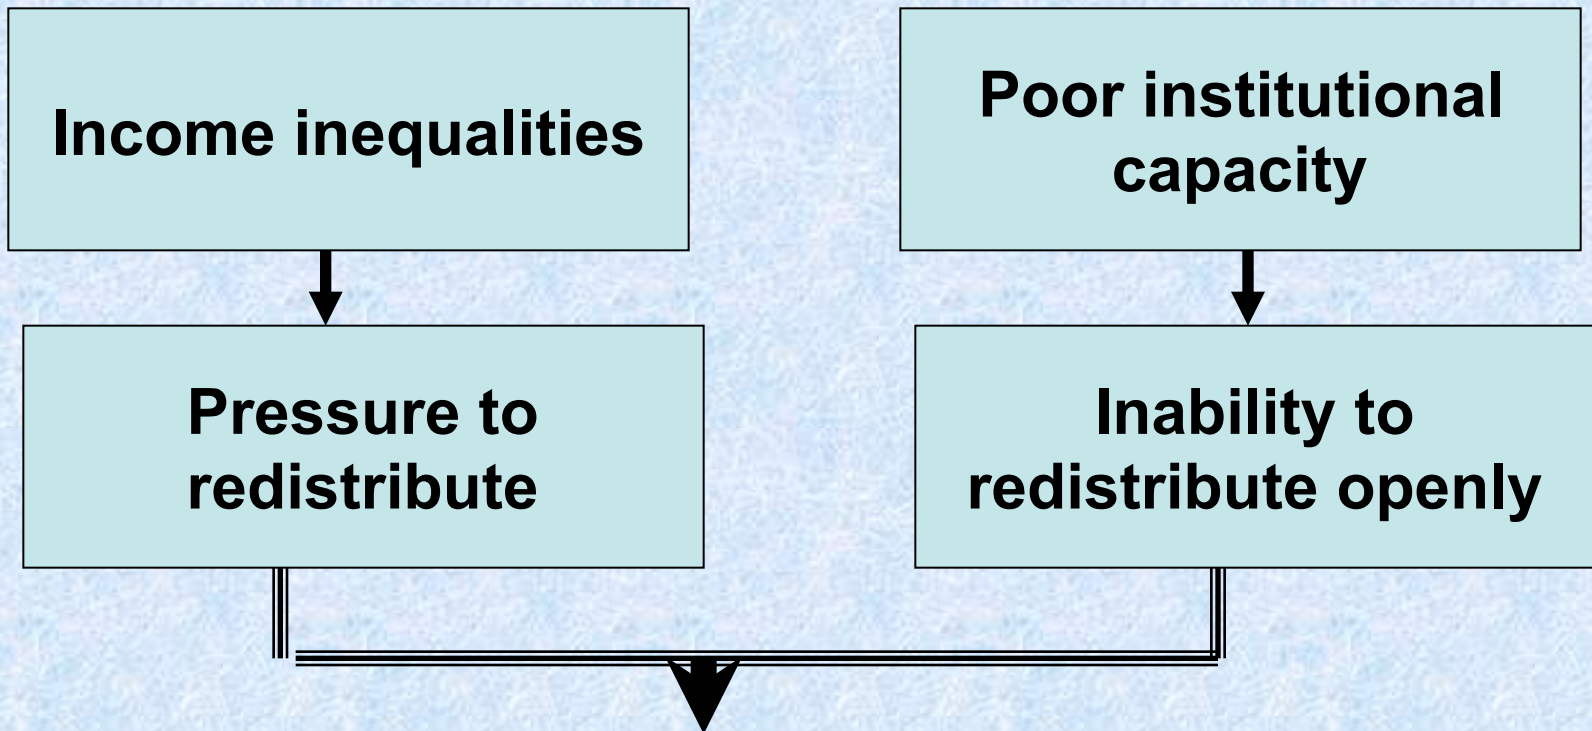 Income inequalities
Poor institutional
capacity
Pressure to
redistribute
Inability to
redistribute openly